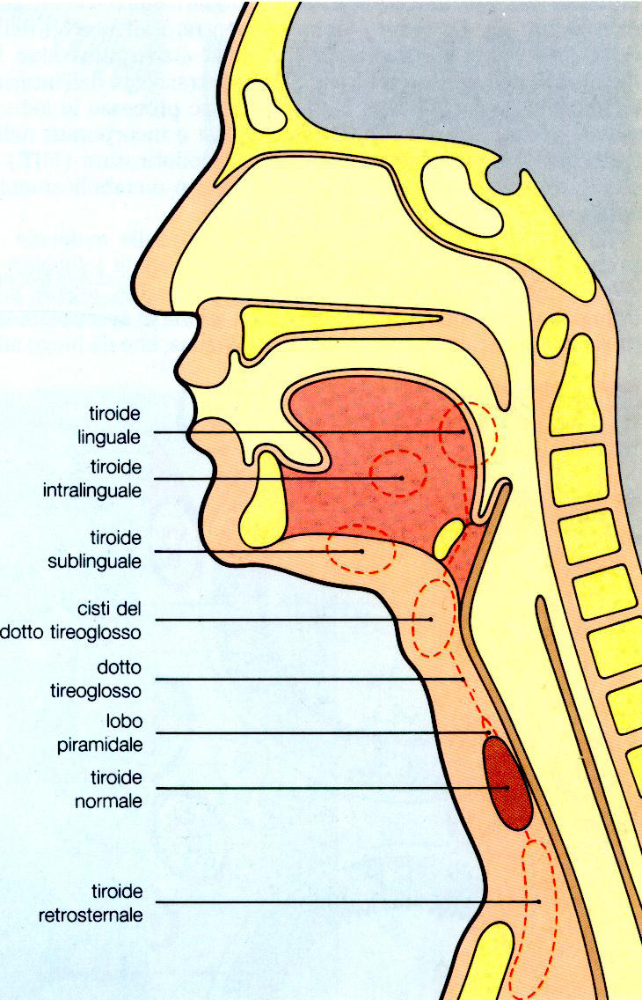 tiroide
linguale
tiroide
intralinguale
tiroide
sublinguale
cisti del
dotto tireoglosso
dotto
tireoglosso
lobo
piramidale
tiroide
normale
tiroide
retrosternale